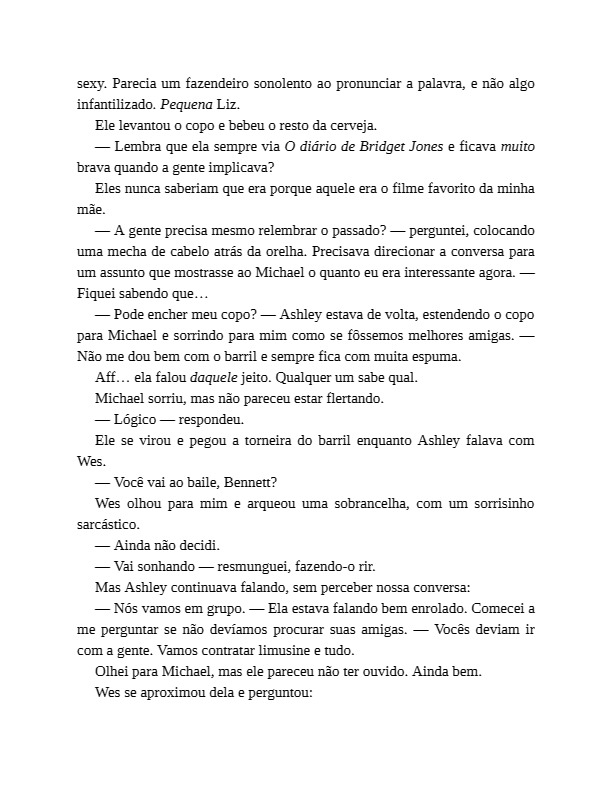 sexy. Parecia um fazendeiro sonolento ao pronunciar a palavra, e não algo
infantilizado. Pequena Liz.
Ele levantou o copo e bebeu o resto da cerveja.
— Lembra que ela sempre via O diário de Bridget Jones e ficava muito
brava quando a gente implicava?
Eles nunca saberiam que era porque aquele era o filme favorito da minha
mãe.
— A gente precisa mesmo relembrar o passado? — perguntei, colocando
uma mecha de cabelo atrás da orelha. Precisava direcionar a conversa para
um assunto que mostrasse ao Michael o quanto eu era interessante agora. —
Fiquei sabendo que…
— Pode encher meu copo? — Ashley estava de volta, estendendo o copo
para Michael e sorrindo para mim como se fôssemos melhores amigas. —
Não me dou bem com o barril e sempre fica com muita espuma.
Aff… ela falou daquele jeito. Qualquer um sabe qual.
Michael sorriu, mas não pareceu estar flertando.
— Lógico — respondeu.
Ele se virou e pegou a torneira do barril enquanto Ashley falava com
Wes.
— Você vai ao baile, Bennett?
Wes olhou para mim e arqueou uma sobrancelha, com um sorrisinho
sarcástico.
— Ainda não decidi.
— Vai sonhando — resmunguei, fazendo-o rir.
Mas Ashley continuava falando, sem perceber nossa conversa:
— Nós vamos em grupo. — Ela estava falando bem enrolado. Comecei a
me perguntar se não devíamos procurar suas amigas. — Vocês deviam ir
com a gente. Vamos contratar limusine e tudo.
Olhei para Michael, mas ele pareceu não ter ouvido. Ainda bem.
Wes se aproximou dela e perguntou: